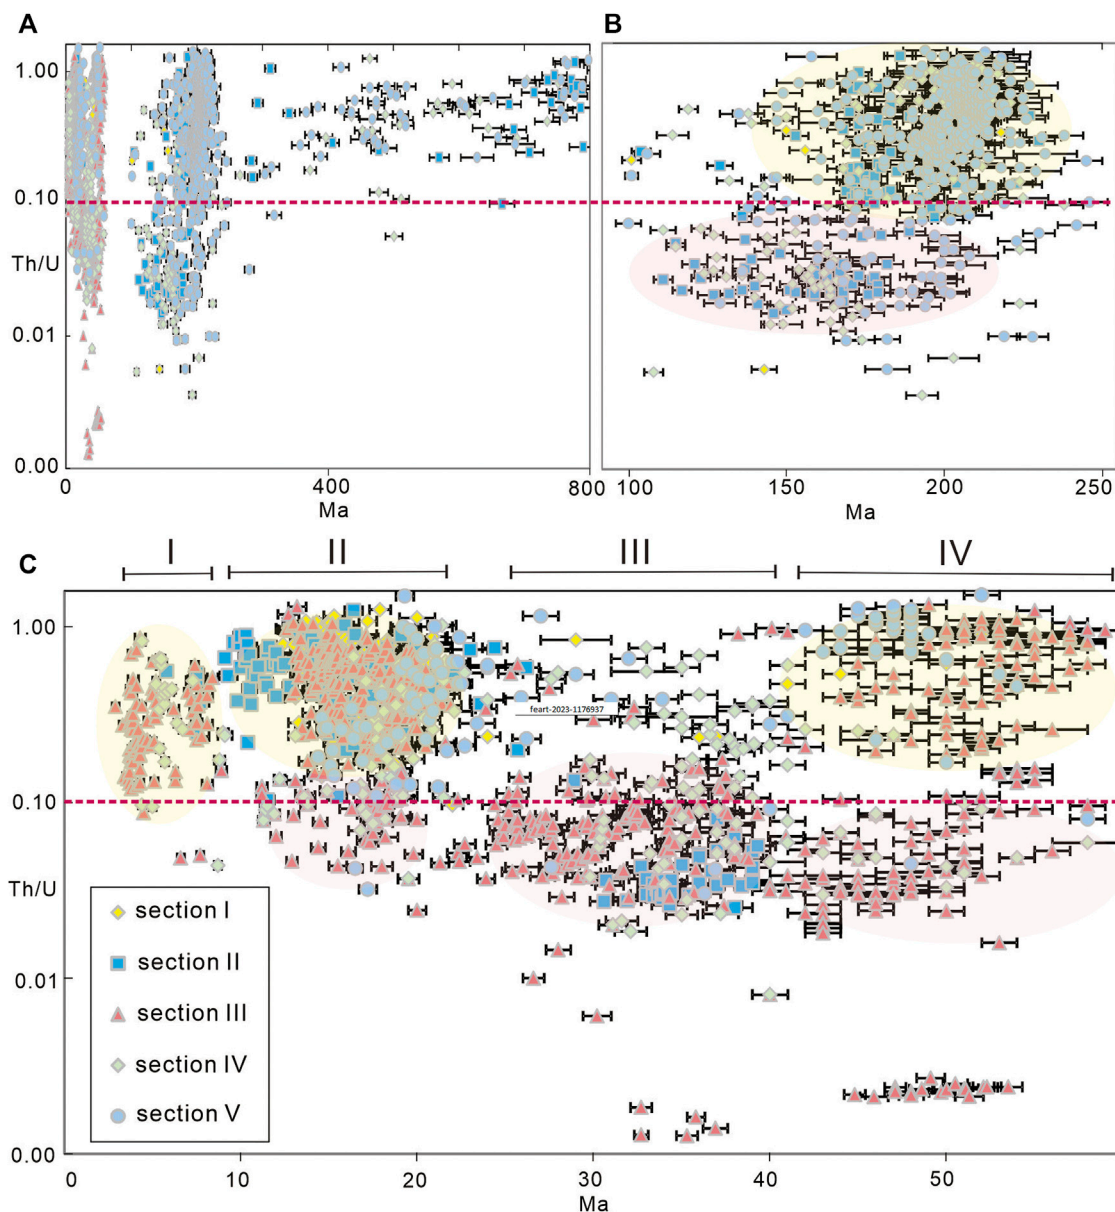 A
B
1.00
0.10
Th/U
0.01
0.00
0 400 800 100 150 200 250
Ma Ma
C
I II III IV
1.00
feart-2023-1176937
0.10
Th/U
section I
section II
0.01
section III
section IV
section V
0.00
0 10 20 30 40 50
Ma